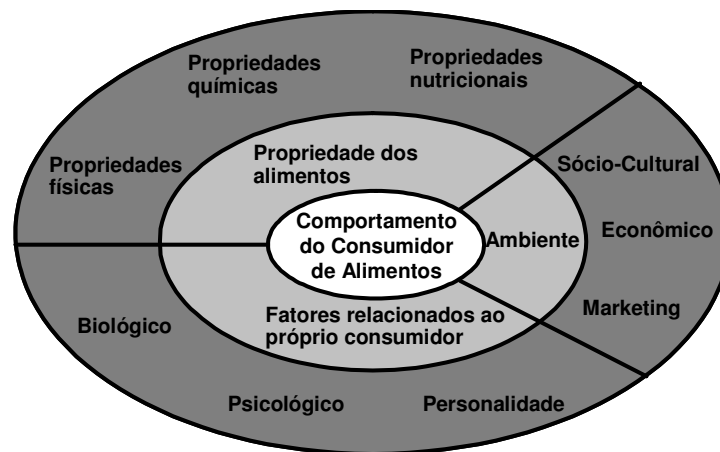 Propriedades
químicas
Propriedades
nutricionais
Propriedades
físicas
Propriedade dos
alimentos
Sócio-Cultural
Comportamento
do Consumidor
de Alimentos
Ambiente
Econômico
Marketing
Fatores relacionados ao
próprio consumidor
Biológico
Psicológico
Personalidade